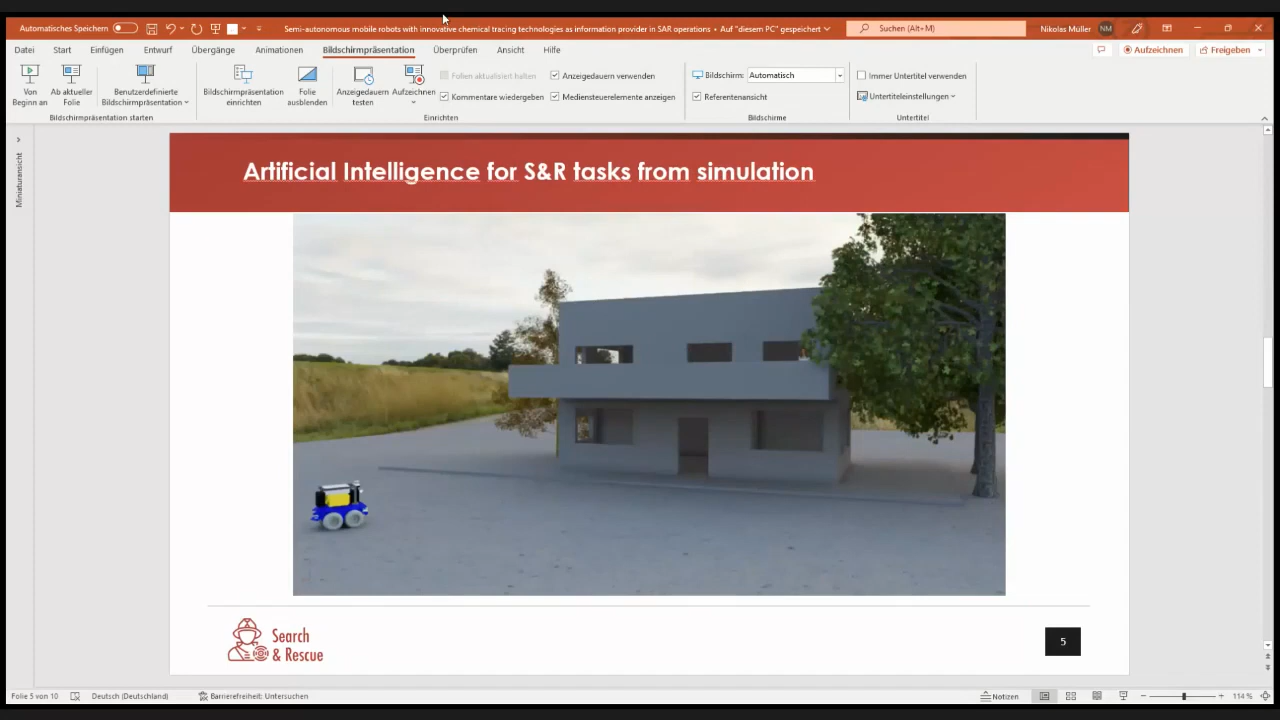 Automatisches Speichern
Semi-autonomous mobile robots with innovative chemical tracing technologies as information provider in SAR operations • Auf "diesem PC" gespeichert
Suchen (Alt+M)
Nikolas Müller
NM
Datei
Start
Einfügen
Entwurf
Übergänge
Animationen
Bildschirmpräsentation
Überprüfen
Ansicht
Hilfe
Aufzeichnen
Freigeben
Von
Beginn an
Ab aktueller
Folie
Benutzerdefinierte
Bildschirmpräsentation
Bildschirmpräsentation
einrichten
Folie
ausblenden
Anzeigedauern
testen
Aufzeichnen
Folien aktualisiert halten
Kommentare wiedergeben
Anzeigedauern verwenden
Mediensteuerelemente anzeigen
Bildschirm:
Automatisch
Referentenansicht
Immer Untertitel verwenden
Untertiteleinstellungen
Bildschirmpräsentation starten
Einrichten
Bildschirme
Untertitel
Miniaturansicht
Artificial Intelligence for S&R tasks from simulation
Search
& Rescue
5
Folie 5 von 10
Deutsch (Deutschland)
Barrierefreiheit: Untersuchen
Notizen
114 %